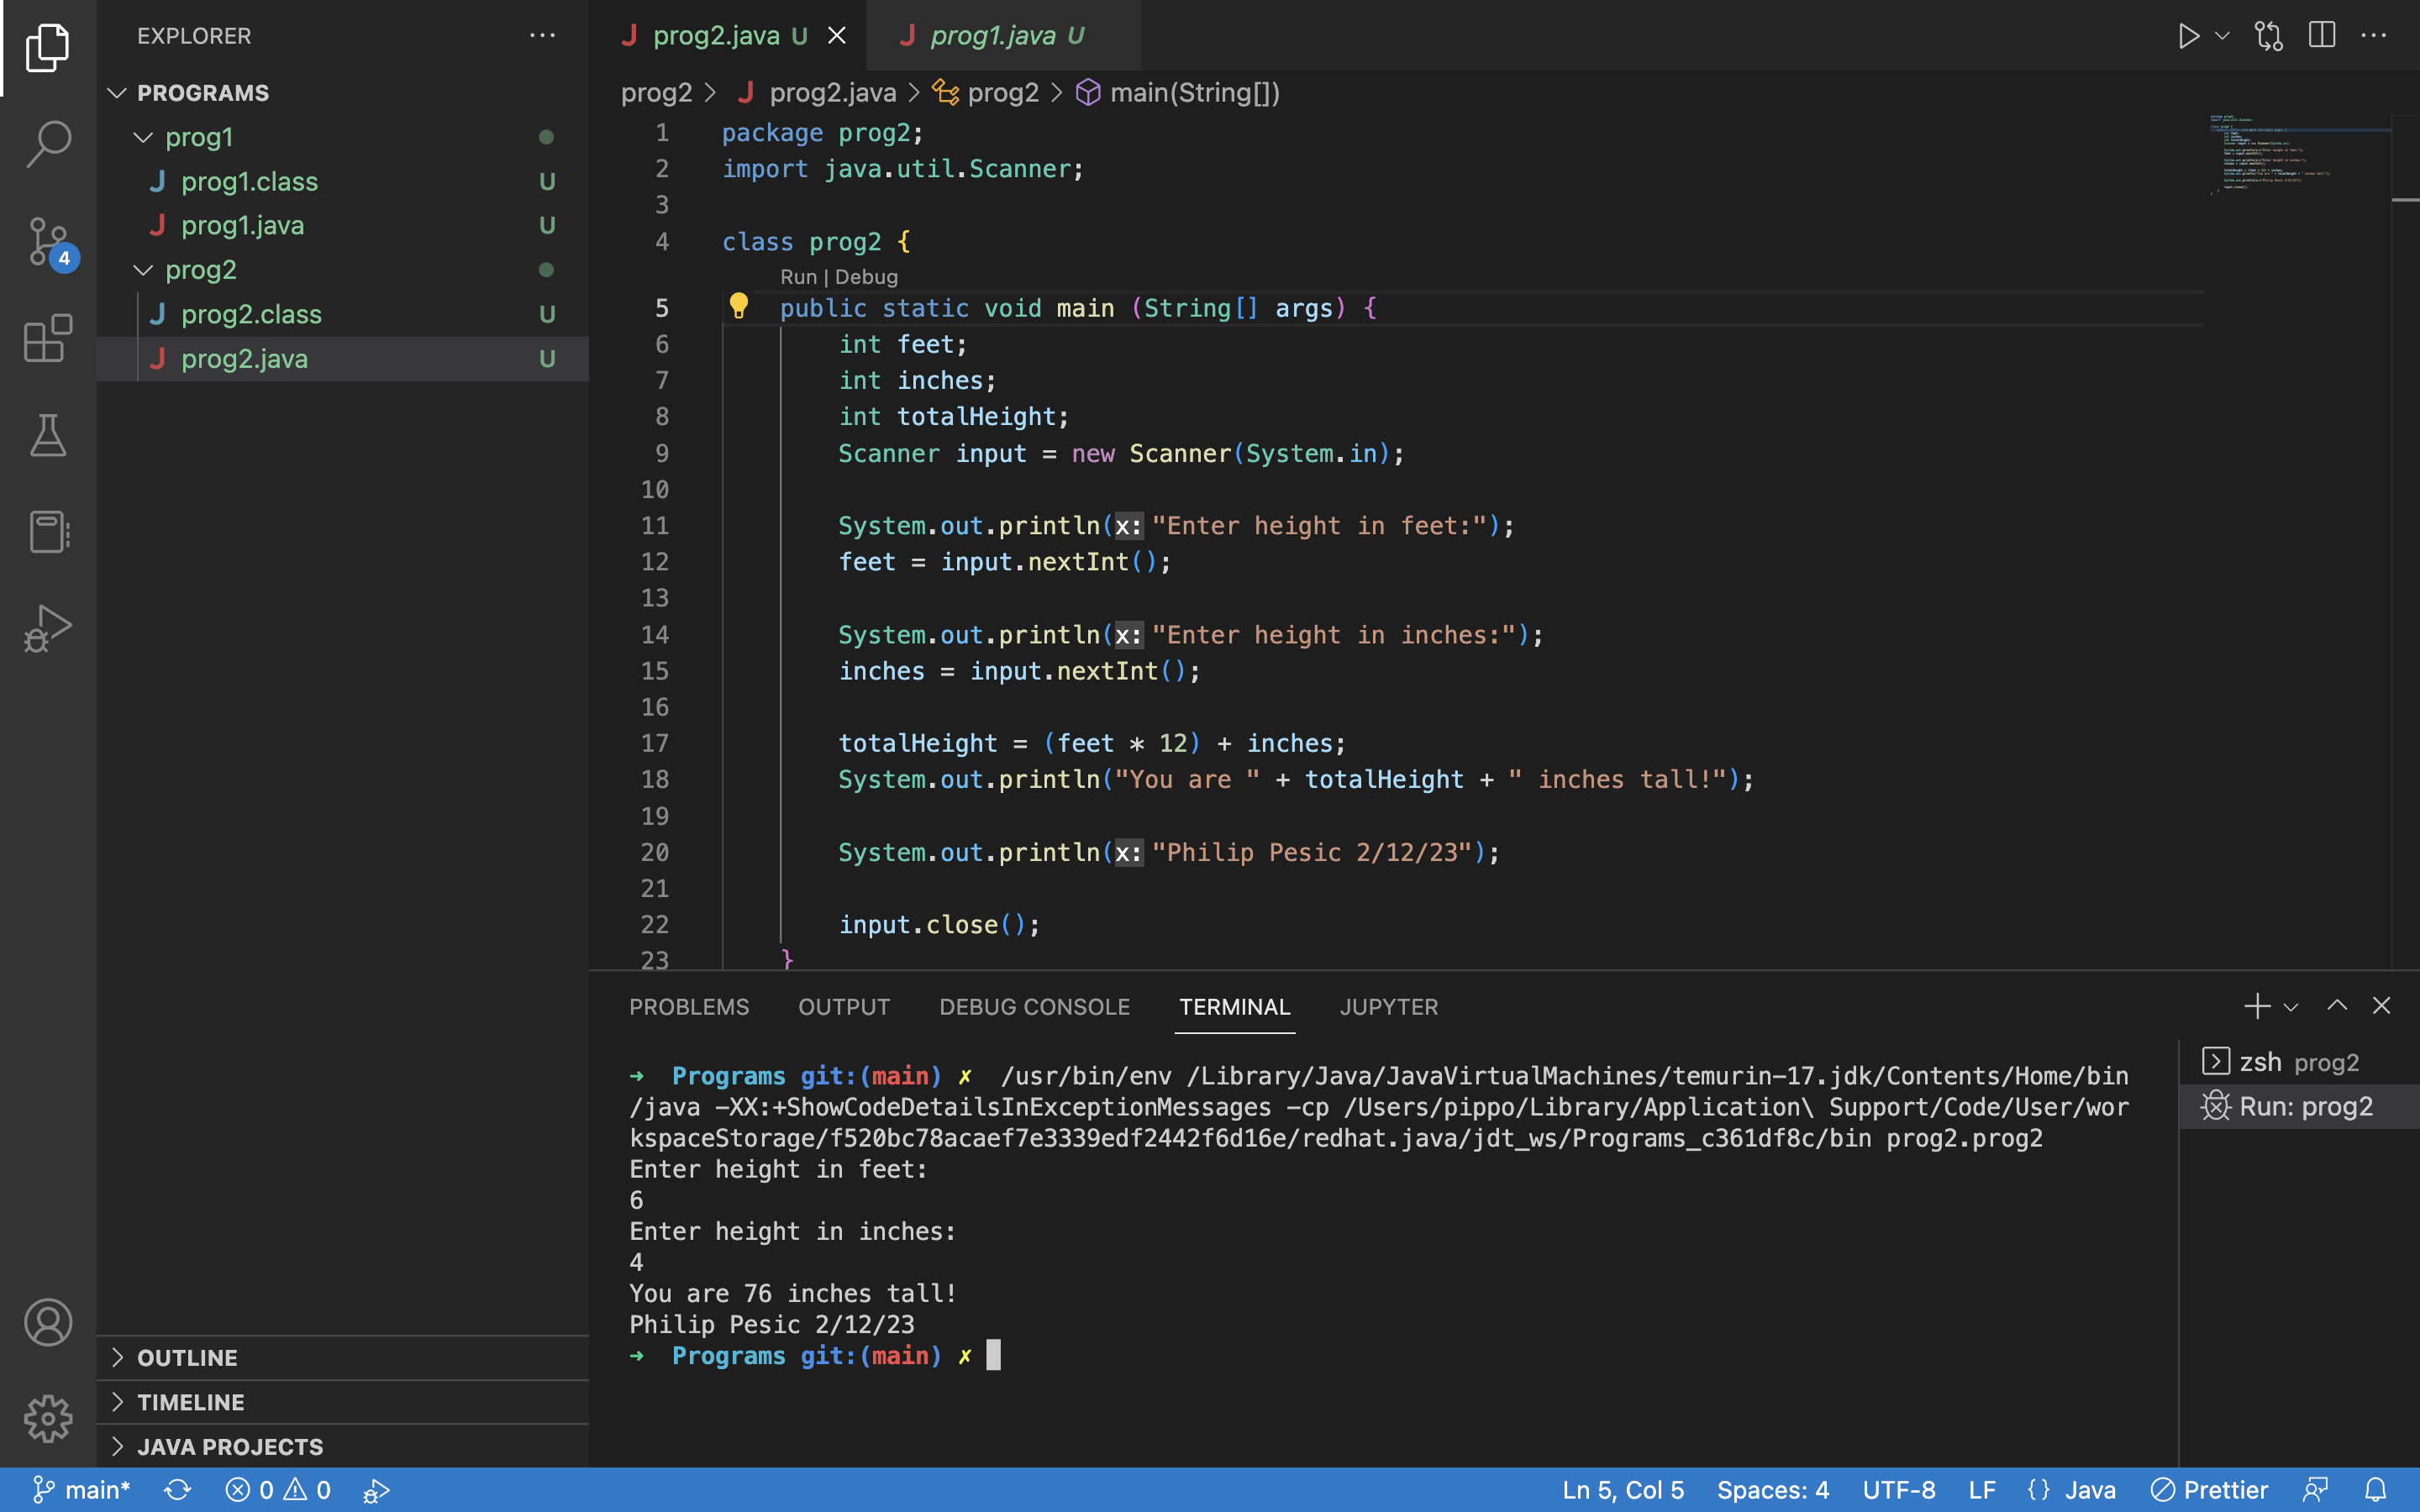 EXPLORER
PROGRAMS
prog1
prog1.class U
prog1.java U
prog2
prog2.class U
prog2.java U
4
OUTLINE
TIMELINE
JAVA PROJECTS
prog2.java U
prog1.java U
prog2 > prog2.java > prog2 > main(String[])
1 package prog2;
2 import java.util.Scanner;
3
4 class prog2 {
Run | Debug
5 public static void main (String[] args) {
6 int feet;
7 int inches;
8 int totalHeight;
9 Scanner input = new Scanner(System.in);
10
11 System.out.println(x: "Enter height in feet:");
12 feet = input.nextInt();
13
14 System.out.println(x: "Enter height in inches:");
15 inches = input.nextInt();
16
17 totalHeight = (feet * 12) + inches;
18 System.out.println("You are " + totalHeight + " inches tall!");
19
20 System.out.println(x: "Philip Pesic 2/12/23");
21
22 input.close();
23 }
PROBLEMS OUTPUT DEBUG CONSOLE TERMINAL JUPYTER
➜ Programs git:(main) ✗ /usr/bin/env /Library/Java/JavaVirtualMachines/temurin-17.jdk/Contents/Home/bin
/java -XX:+ShowCodeDetailsInExceptionMessages -cp /Users/pippo/Library/Application\ Support/Code/User/wor
kspaceStorage/f520bc78acaef7e3339edf2442f6d16e/redhat.java/jdt_ws/Programs_c361df8c/bin prog2.prog2
Enter height in feet:
6
Enter height in inches:
4
You are 76 inches tall!
Philip Pesic 2/12/23
➜ Programs git:(main) ✗
zsh prog2
Run: prog2
main* 0 0 Ln 5, Col 5 Spaces: 4 UTF-8 LF {} Java Prettier